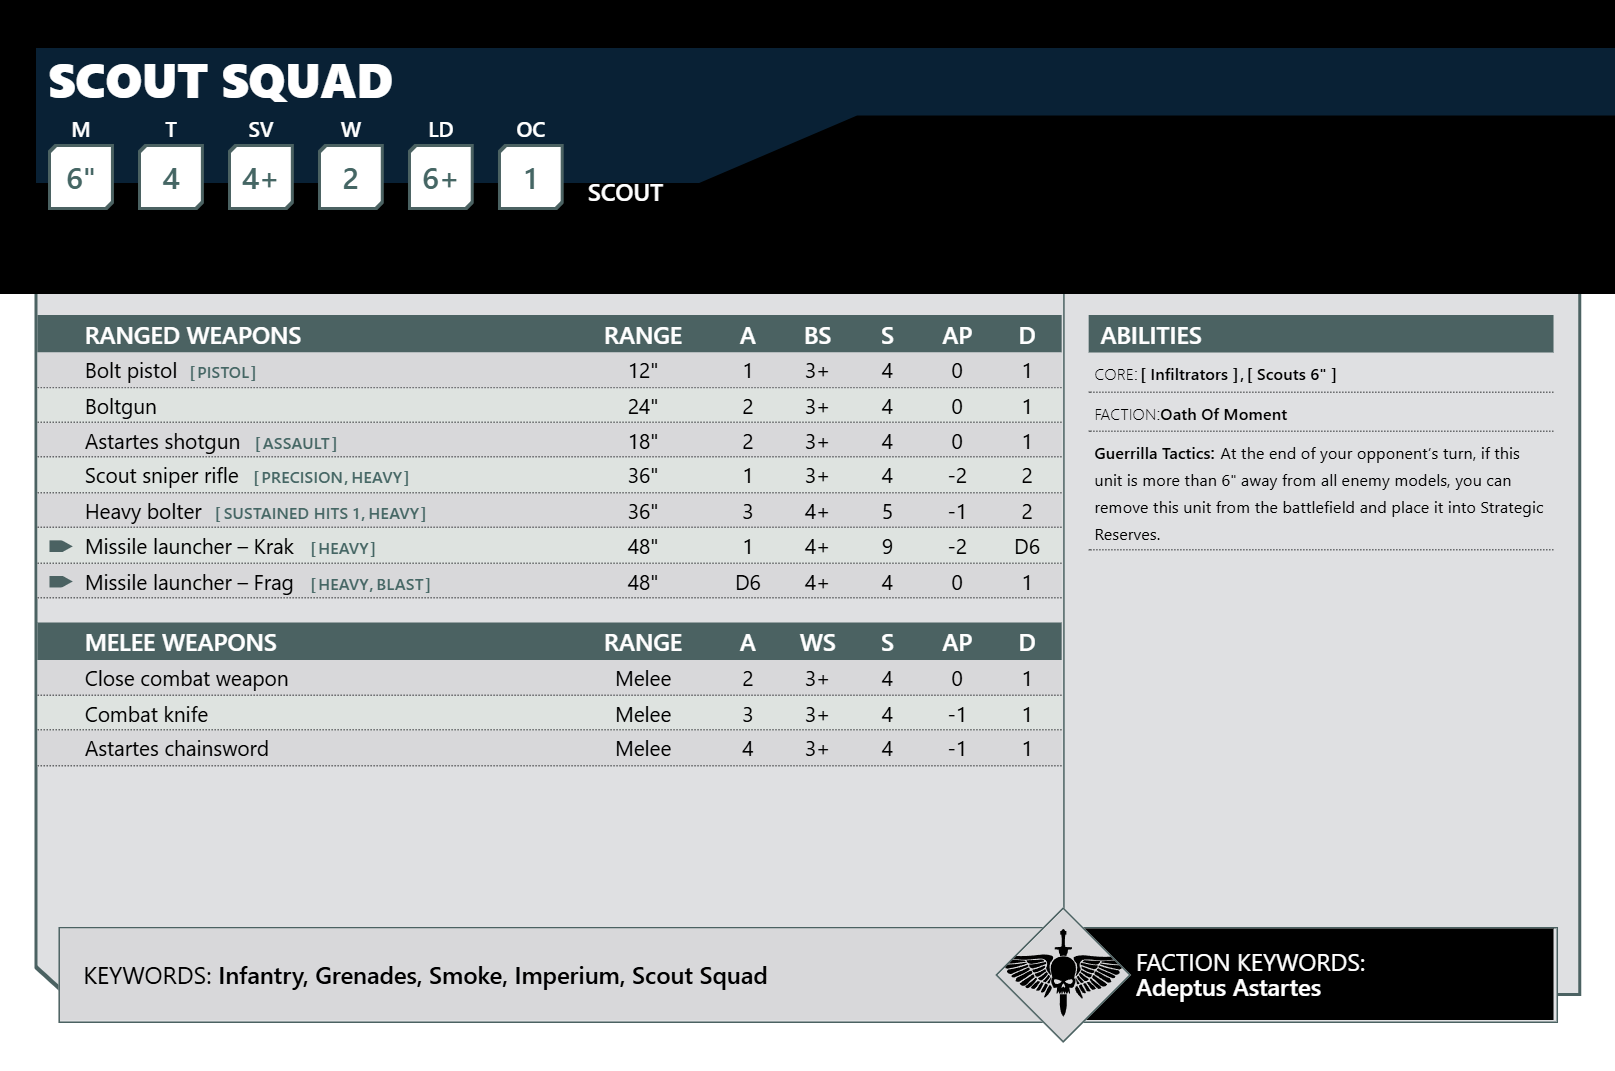 SCOUT SQUAD
M T SV W LD OC
6" 4 4+ 2 6+ 1 SCOUT
RANGED WEAPONS RANGE A BS S AP D
Bolt pistol [PISTOL] 12" 1 3+ 4 0 1
Boltgun 24" 2 3+ 4 0 1
Astartes shotgun [ASSAULT] 18" 2 3+ 4 0 1
Scout sniper rifle [PRECISION, HEAVY] 36" 1 3+ 4 -2 2
Heavy bolter [SUSTAINED HITS 1, HEAVY] 36" 3 4+ 5 -1 2
Missile launcher – Krak [HEAVY] 48" 1 4+ 9 -2 D6
Missile launcher – Frag [HEAVY, BLAST] 48" D6 4+ 4 0 1
MELEE WEAPONS RANGE A WS S AP D
Close combat weapon Melee 2 3+ 4 0 1
Combat knife Melee 3 3+ 4 -1 1
Astartes chainsword Melee 4 3+ 4 -1 1
ABILITIES
CORE: [ Infiltrators ], [ Scouts 6" ]
FACTION:Oath Of Moment
Guerrilla Tactics: At the end of your opponent's turn, if this
unit is more than 6" away from all enemy models, you can
remove this unit from the battlefield and place it into Strategic
Reserves.
KEYWORDS: Infantry, Grenades, Smoke, Imperium, Scout Squad
FACTION KEYWORDS:
Adeptus Astartes